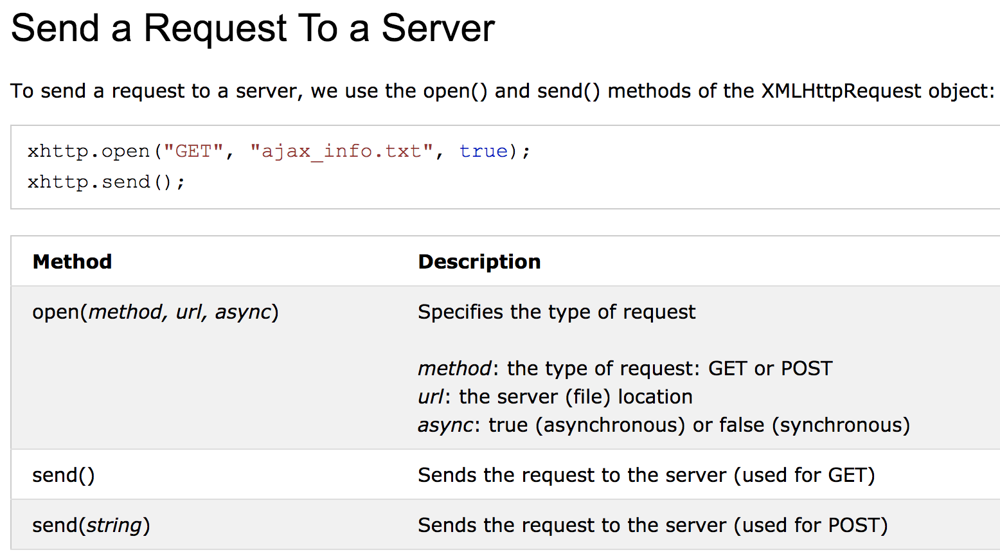 Send a Request To a Server
To send a request to a server, we use the open() and send() methods of the XMLHttpRequest object:
xhttp.open("GET", "ajax_info.txt", true);
xhttp.send();
Method Description
open(method, url, async) Specifies the type of request
method: the type of request: GET or POST
url: the server (file) location
async: true (asynchronous) or false (synchronous)
send() Sends the request to the server (used for GET)
send(string) Sends the request to the server (used for POST)